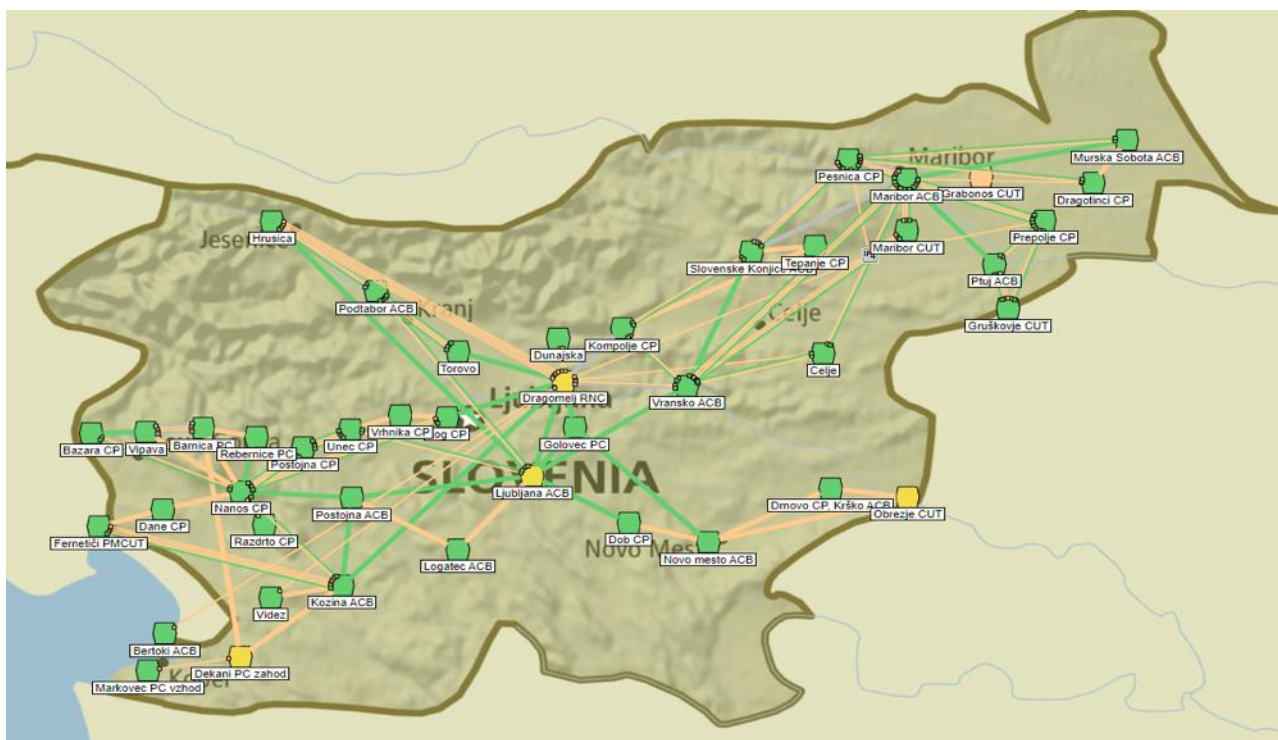 Maribor
Murska Sobota ACB
Pesnica CP
Maribor ACB
Grabonos CUT
Dragotinci CP
Hrusica
Maribor CUT
Prepolje CP
Slovenske Konjice ACB
Tepanje CP
Ptuj ACB
Podtabor ACB
Kranj
Celje
Gruškovje CUT
Kompolje CP
Dunajska
Torovo
Celje
Dragomelj RNC
Vransko ACB
Ljubljana
Vrhnika CP
Golovec PC
Bazara CP
Vipava
Barnica PC
Rebernice PC
Unec CP
Postojna CP
SLOVENIA
Ljubljana ACB
Nanos CP
Postojna ACB
Drnovo CP, Krško ACB
Obrezje CUT
Dane CP
Fernetiči PMCUT
Razdrto CP
Dob CP
Novo mesto ACB
Logatec ACB
Videz
Kozina ACB
Bertoki ACB
Dekani PC zahod
Markovec PC vzhod